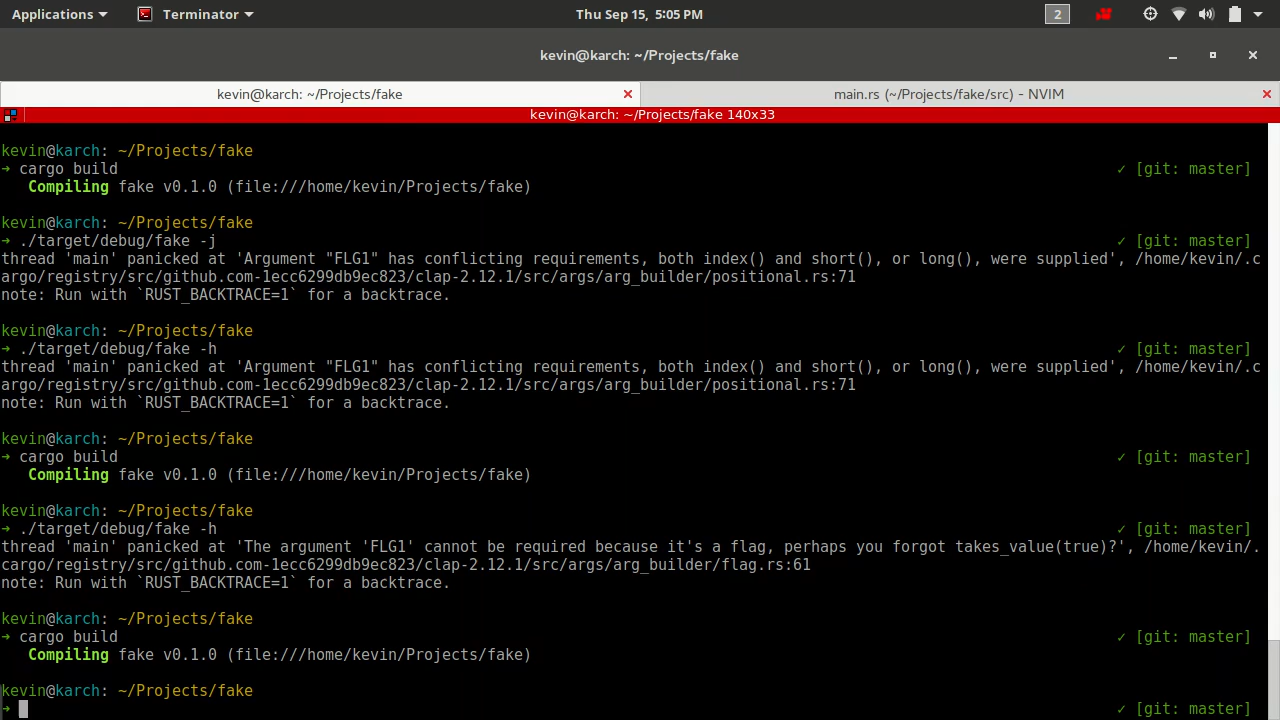 Applications Terminator Thu Sep 15, 5:05 PM 2
kevin@karch: ~/Projects/fake
kevin@karch: ~/Projects/fake main.rs (~/Projects/fake/src) - NVIM
kevin@karch: ~/Projects/fake 140x33
kevin@karch: ~/Projects/fake
➜ cargo build ✓ [git: master]
Compiling fake v0.1.0 (file:///home/kevin/Projects/fake)
kevin@karch: ~/Projects/fake
➜ ./target/debug/fake -j ✓ [git: master]
thread 'main' panicked at 'Argument "FLG1" has conflicting requirements, both index() and short(), or long(), were supplied', /home/kevin/.c
argo/registry/src/github.com-1ecc6299db9ec823/clap-2.12.1/src/args/arg_builder/positional.rs:71
note: Run with `RUST_BACKTRACE=1` for a backtrace.
kevin@karch: ~/Projects/fake
➜ ./target/debug/fake -h ✓ [git: master]
thread 'main' panicked at 'Argument "FLG1" has conflicting requirements, both index() and short(), or long(), were supplied', /home/kevin/.c
argo/registry/src/github.com-1ecc6299db9ec823/clap-2.12.1/src/args/arg_builder/positional.rs:71
note: Run with `RUST_BACKTRACE=1` for a backtrace.
kevin@karch: ~/Projects/fake
➜ cargo build ✓ [git: master]
Compiling fake v0.1.0 (file:///home/kevin/Projects/fake)
kevin@karch: ~/Projects/fake
➜ ./target/debug/fake -h ✓ [git: master]
thread 'main' panicked at 'The argument 'FLG1' cannot be required because it's a flag, perhaps you forgot takes_value(true)?', /home/kevin/.
cargo/registry/src/github.com-1ecc6299db9ec823/clap-2.12.1/src/args/arg_builder/flag.rs:61
note: Run with `RUST_BACKTRACE=1` for a backtrace.
kevin@karch: ~/Projects/fake
➜ cargo build ✓ [git: master]
Compiling fake v0.1.0 (file:///home/kevin/Projects/fake)
kevin@karch: ~/Projects/fake
➜ ✓ [git: master]